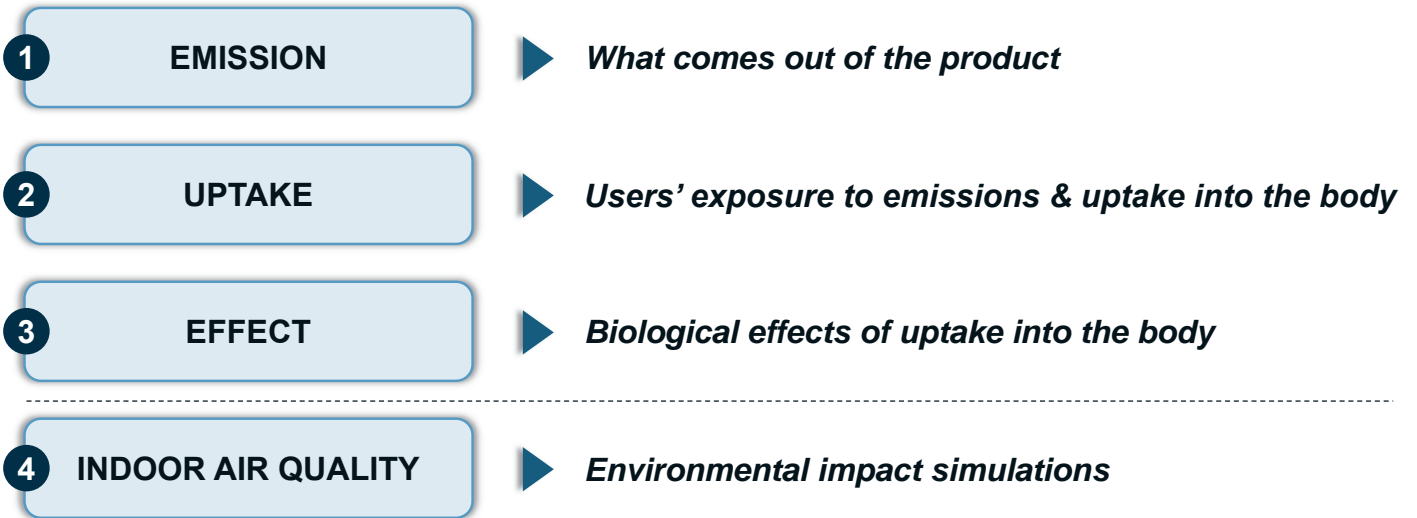 1 EMISSION What comes out of the product
2 UPTAKE Users’ exposure to emissions & uptake into the body
3 EFFECT Biological effects of uptake into the body
4 INDOOR AIR QUALITY Environmental impact simulations